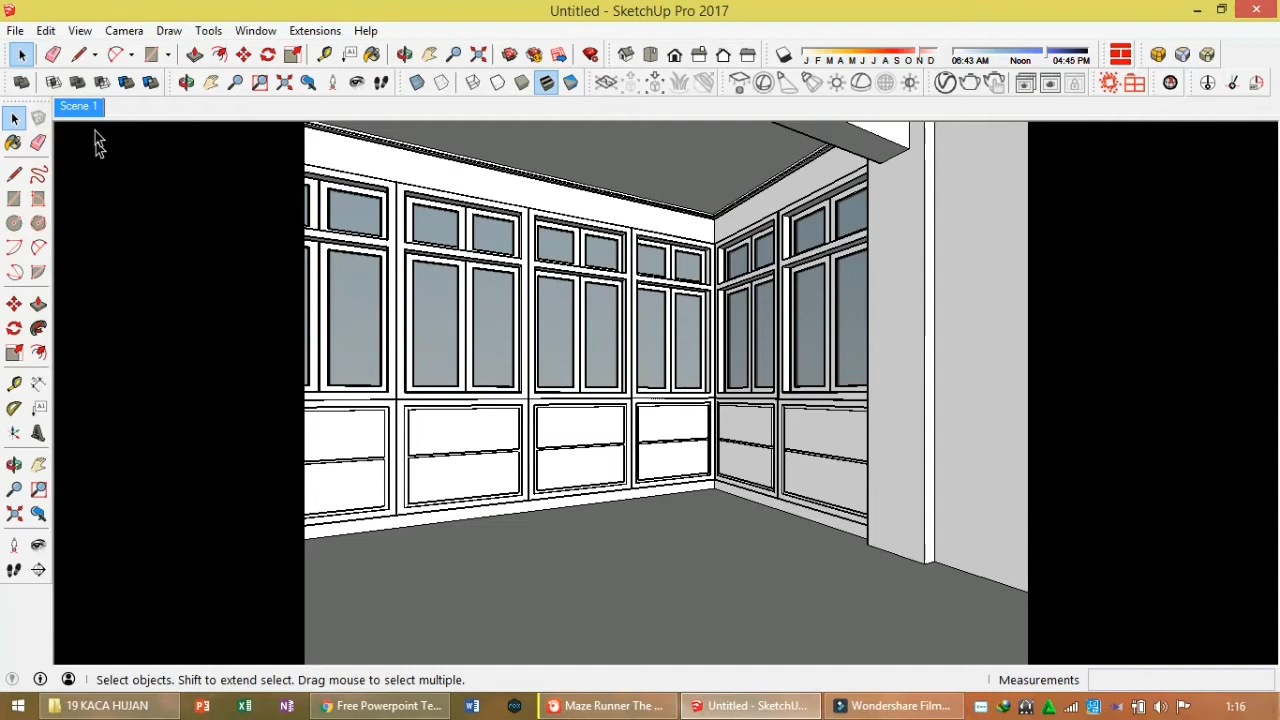 Untitled - SketchUp Pro 2017
File Edit View Camera Draw Tools Window Extensions Help
J F M A M J J A S O N D 06:43 AM Noon 04:45 PM
Scene 1
Select objects. Shift to extend select. Drag mouse to select multiple. Measurements
19 KACA HUJAN Free Powerpoint Te... Maze Runner The ... Untitled - SketchU... Wondershare Film... 1:16